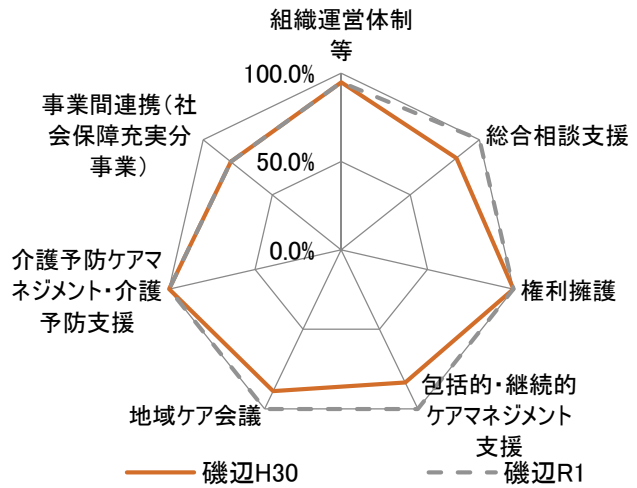 組織運営体制
等
100.0%
事業間連携（社
会保障充実分
事業）
総合相談支援
50.0%
0.0%
介護予防ケアマ
ネジメント・介護
予防支援
権利擁護
地域ケア会議
包括的・継続的
ケアマネジメント
支援
磯辺H30
磯辺R1